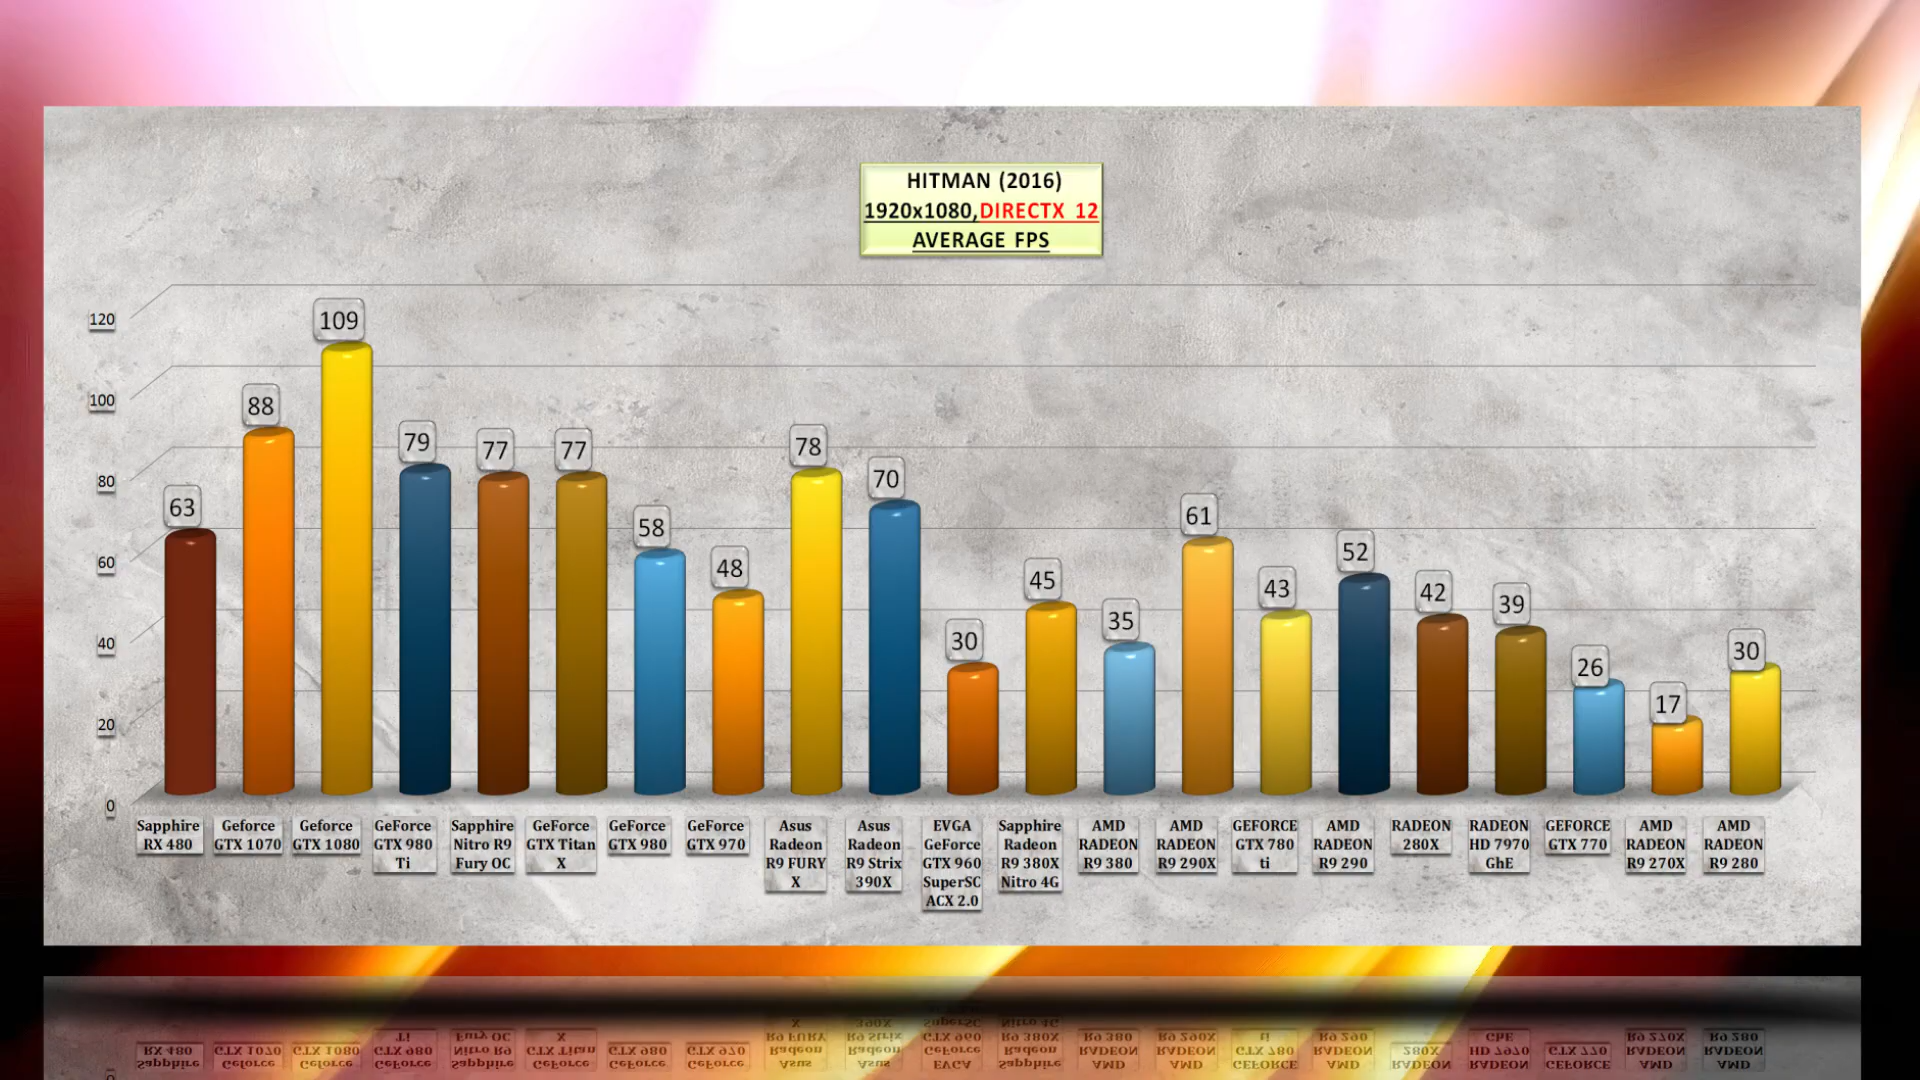 HITMAN (2016)
1920x1080,DIRECTX 12
AVERAGE FPS
120
100
80
60
40
20
0
63
88
109
79
77
77
58
48
78
70
30
45
35
61
43
52
42
39
26
17
30
Sapphire
RX 480
Geforce
GTX 1070
Geforce
GTX 1080
GeForce
GTX 980
Ti
Sapphire
Nitro R9
Fury OC
GeForce
GTX Titan
X
GeForce
GTX 980
GeForce
GTX 970
Asus
Radeon
R9 FURY
X
Asus
Radeon
R9 Strix
390X
EVGA
GeForce
GTX 960
SuperSC
ACX 2.0
Sapphire
Radeon
R9 380X
Nitro 4G
AMD
RADEON
R9 380
AMD
RADEON
R9 290X
GEFORCE
GTX 780
ti
AMD
RADEON
R9 290
RADEON
280X
RADEON
HD 7970
GhE
GEFORCE
GTX 770
AMD
RADEON
R9 270X
AMD
RADEON
R9 280